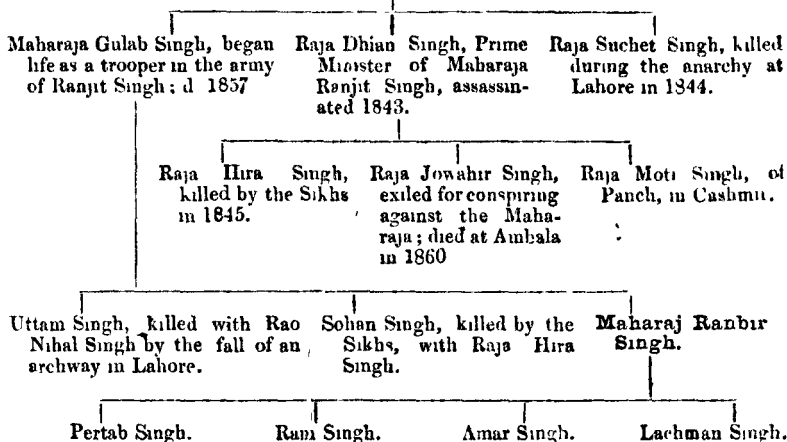 Maharaja Gulab Singh, began
life as a trooper in the army
of Ranjit Singh; d 1857
Raja Dhian Singh, Prime
Minister of Maharaja
Ranjit Singh, assassin-
ated 1843.
Raja Suchet Singh, killed
during the anarchy at
Lahore in 1844.
Raja Hira Singh,
killed by the Sikhs
in 1845.
Raja Jowahir Singh,
exiled for conspiring
against the Maha-
raja; died at Ambala
in 1860
Raja Moti Singh, of
Panch, in Cashmir.
Uttam Singh, killed with Rao
Nihal Singh by the fall of an
archway in Lahore.
Sohan Singh, killed by the
Sikhs, with Raja Hira
Singh.
Maharaj Ranbir
Singh.
Pertab Singh.
Ram Singh.
Amar Singh.
Lachman Singh.